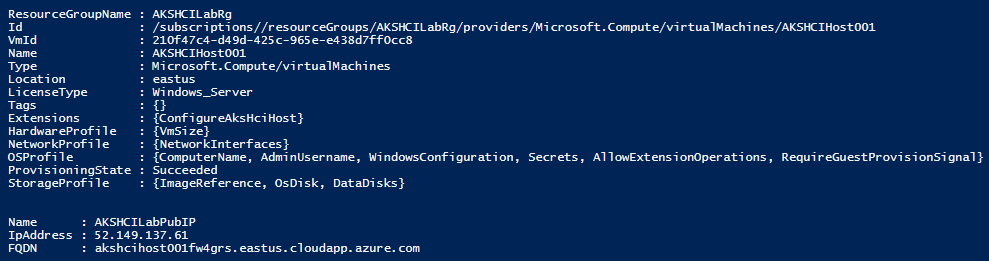 ResourceGroupName : AKSHCILabRg
Id : /subscriptions//resourceGroups/AKSHCILabRg/providers/Microsoft.Compute/virtualMachines/AKSHCIHost001
VmId : 210f47c4-d49d-425c-965e-e438d7ff0cc8
Name : AKSHCIHost001
Type : Microsoft.Compute/virtualMachines
Location : eastus
LicenseType : Windows_Server
Tags : {}
Extensions : {ConfigureAksHciHost}
HardwareProfile : {VmSize}
NetworkProfile : {NetworkInterfaces}
OSProfile : {ComputerName, AdminUsername, WindowsConfiguration, Secrets, AllowExtensionOperations, RequireGuestProvisionSignal}
ProvisioningState : Succeeded
StorageProfile : {ImageReference, OsDisk, DataDisks}
Name : AKSHCILabPubIP
IpAddress : 52.149.137.61
FQDN : akshcihost001fw4grs.eastus.cloudapp.azure.com